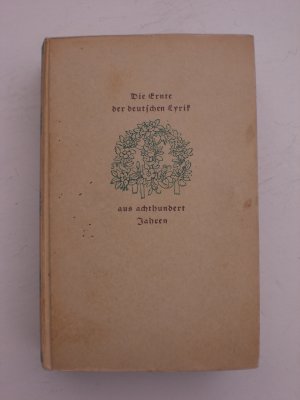 Die Ernte
der deutschen Lyrik
aus achthundert
Jahren